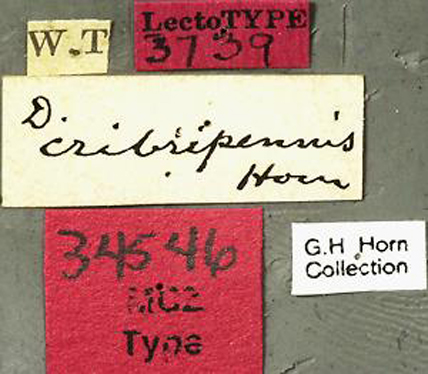 W.T
LectoTYPE
3739
D.
cribripennis
Horn
34546
MCZ
Type
G.H Horn
Collection